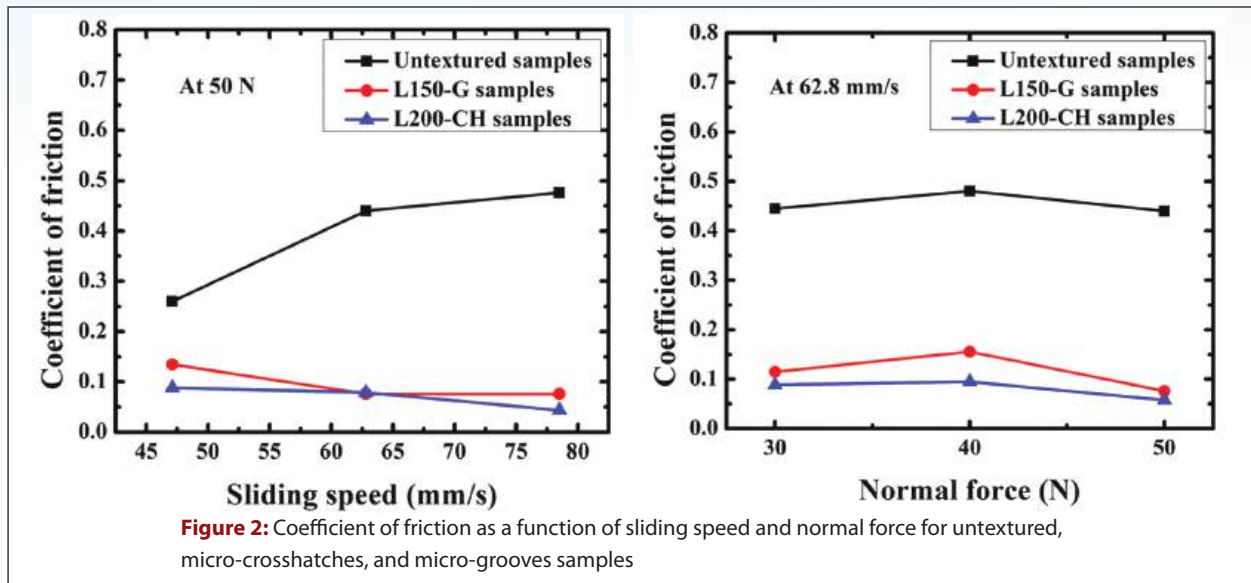 0.8
0.7
0.6
0.5
0.4
0.3
0.2
0.1
0.0
Coefficient of friction
At 50 N
Untextured samples
L150-G samples
L200-CH samples
45 50 55 60 65 70 75 80
Sliding speed (mm/s)
0.8
0.7
0.6
0.5
0.4
0.3
0.2
0.1
0.0
Coefficient of friction
At 62.8 mm/s
Untextured samples
L150-G samples
L200-CH samples
30 40 50
Normal force (N)
Figure 2: Coefficient of friction as a function of sliding speed and normal force for untextured,
micro-crosshatches, and micro-grooves samples